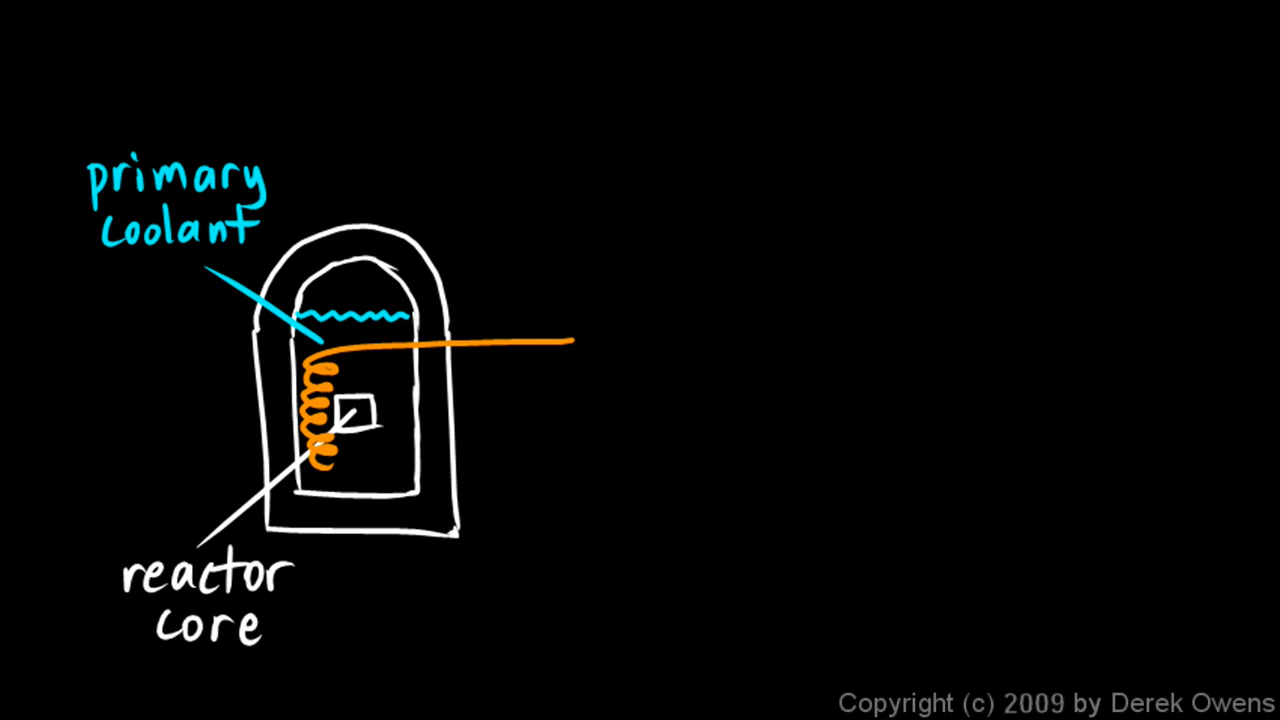 primary
coolant
reactor
core
Copyright (c) 2009 by Derek Owens